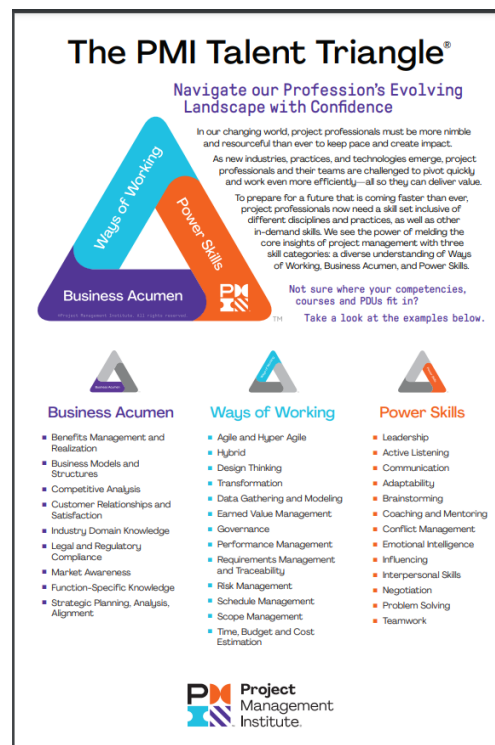 The PMI Talent Triangle®
Navigate our Profession's Evolving
Landscape with Confidence
In our changing world, project professionals must be more nimble
and resourceful than ever to keep pace and create impact.
As new industries, practices, and technologies emerge, project
professionals and their teams are challenged to pivot quickly
and work even more efficiently—all so they can deliver value.
To prepare for a future that is coming faster than ever,
project professionals now need a skill set inclusive of
different disciplines and practices, as well as other
in-demand skills. We see the power of melding the
core insights of project management with three
skill categories: a diverse understanding of Ways
of Working, Business Acumen, and Power Skills.
Not sure where your competencies,
courses and PDUs fit in?
Take a look at the examples below.
Ways of Working
Power Skills
Business Acumen
©Project Management Institute. All rights reserved.
PMI
TM
Business Acumen
Business Acumen
Benefits Management and
Realization
Business Models and
Structures
Competitive Analysis
Customer Relationships and
Satisfaction
Industry Domain Knowledge
Legal and Regulatory
Compliance
Market Awareness
Function-Specific Knowledge
Strategic Planning, Analysis,
Alignment
Ways of Working
Agile and Hyper Agile
Hybrid
Design Thinking
Transformation
Data Gathering and Modeling
Earned Value Management
Governance
Performance Management
Requirements Management
and Traceability
Risk Management
Schedule Management
Scope Management
Time, Budget and Cost
Estimation
Power Skills
Leadership
Active Listening
Communication
Adaptability
Brainstorming
Coaching and Mentoring
Conflict Management
Emotional Intelligence
Influencing
Interpersonal Skills
Negotiation
Problem Solving
Teamwork
PMI
Project
Management
Institute.